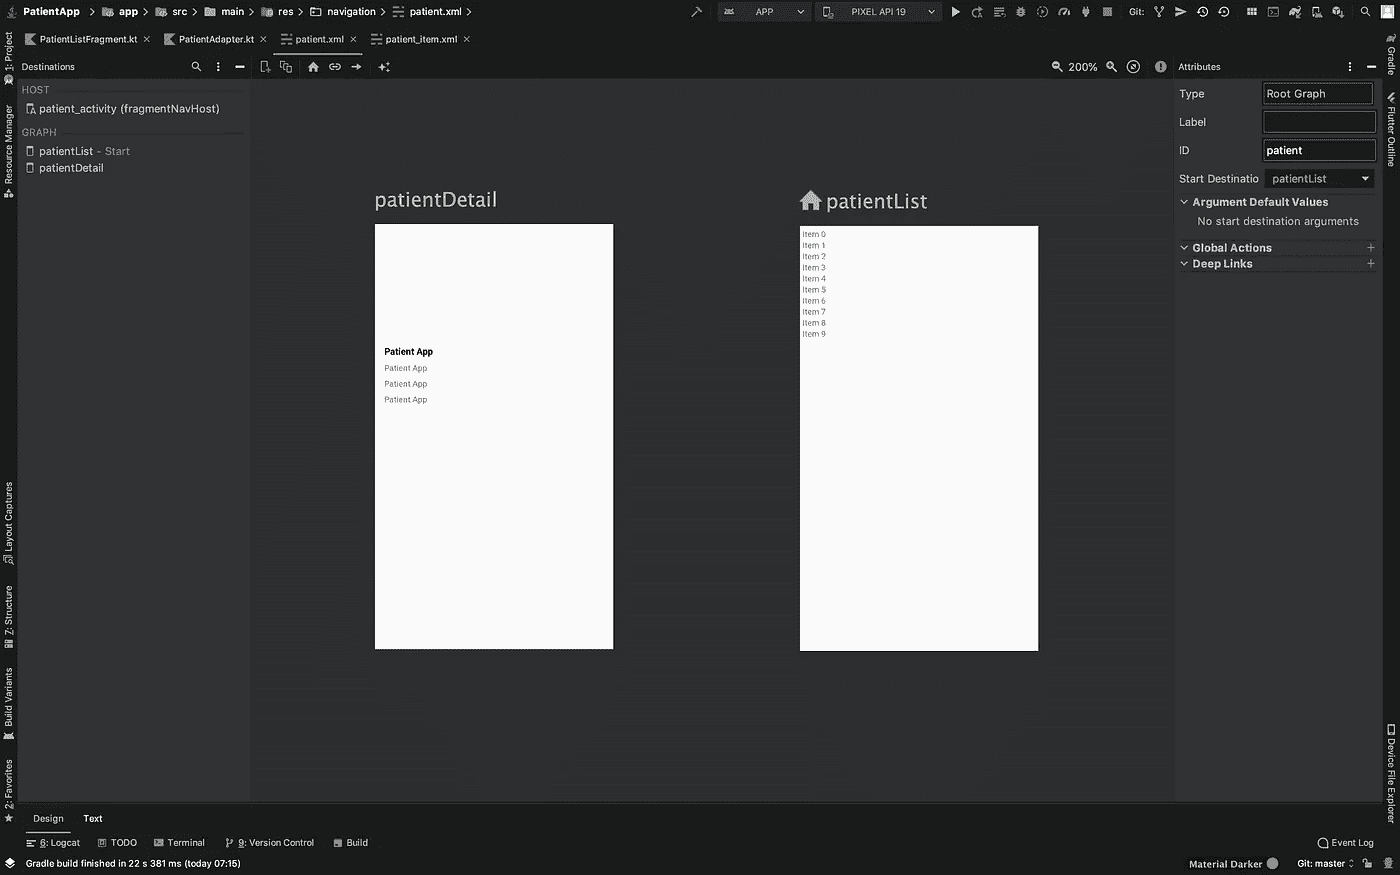 PatientApp app src main res navigation patient.xml
APP
PIXEL API 19
Git:
PatientListFragment.kt
PatientAdapter.kt
patient.xml
patient_item.xml
Destinations
200%
Attributes
HOST
patient_activity (fragmentNavHost)
GRAPH
patientList - Start
patientDetail
patientDetail
Patient App
Patient App
Patient App
Patient App
patientList
Item 0
Item 1
Item 2
Item 3
Item 4
Item 5
Item 6
Item 7
Item 8
Item 9
Type Root Graph
Label
ID patient
Start Destinatio patientList
Argument Default Values
No start destination arguments
Global Actions
Deep Links
1: Project
Resource Manager
Layout Captures
Z: Structure
Build Variants
2: Favorites
Gradle
Flutter Outline
Device File Explorer
Design Text
6: Logcat TODO Terminal 9: Version Control Build
Event Log
Gradle build finished in 22 s 381 ms (today 07:15)
Material Darker
Git: master